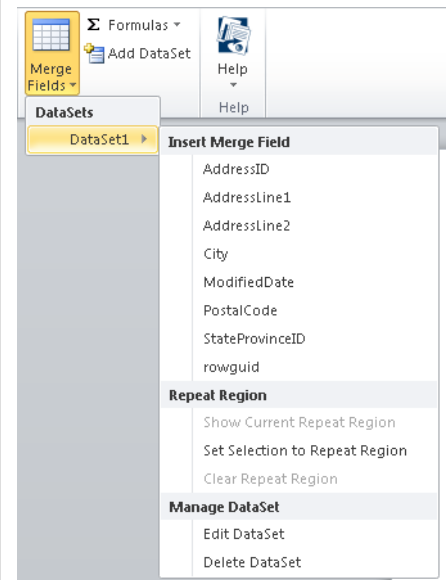 Σ Formulas
Add DataSet
Merge
Fields
Help
Help
DataSets
DataSet1
Insert Merge Field
AddressID
AddressLine1
AddressLine2
City
ModifiedDate
PostalCode
StateProvinceID
rowguid
Repeat Region
Show Current Repeat Region
Set Selection to Repeat Region
Clear Repeat Region
Manage DataSet
Edit DataSet
Delete DataSet